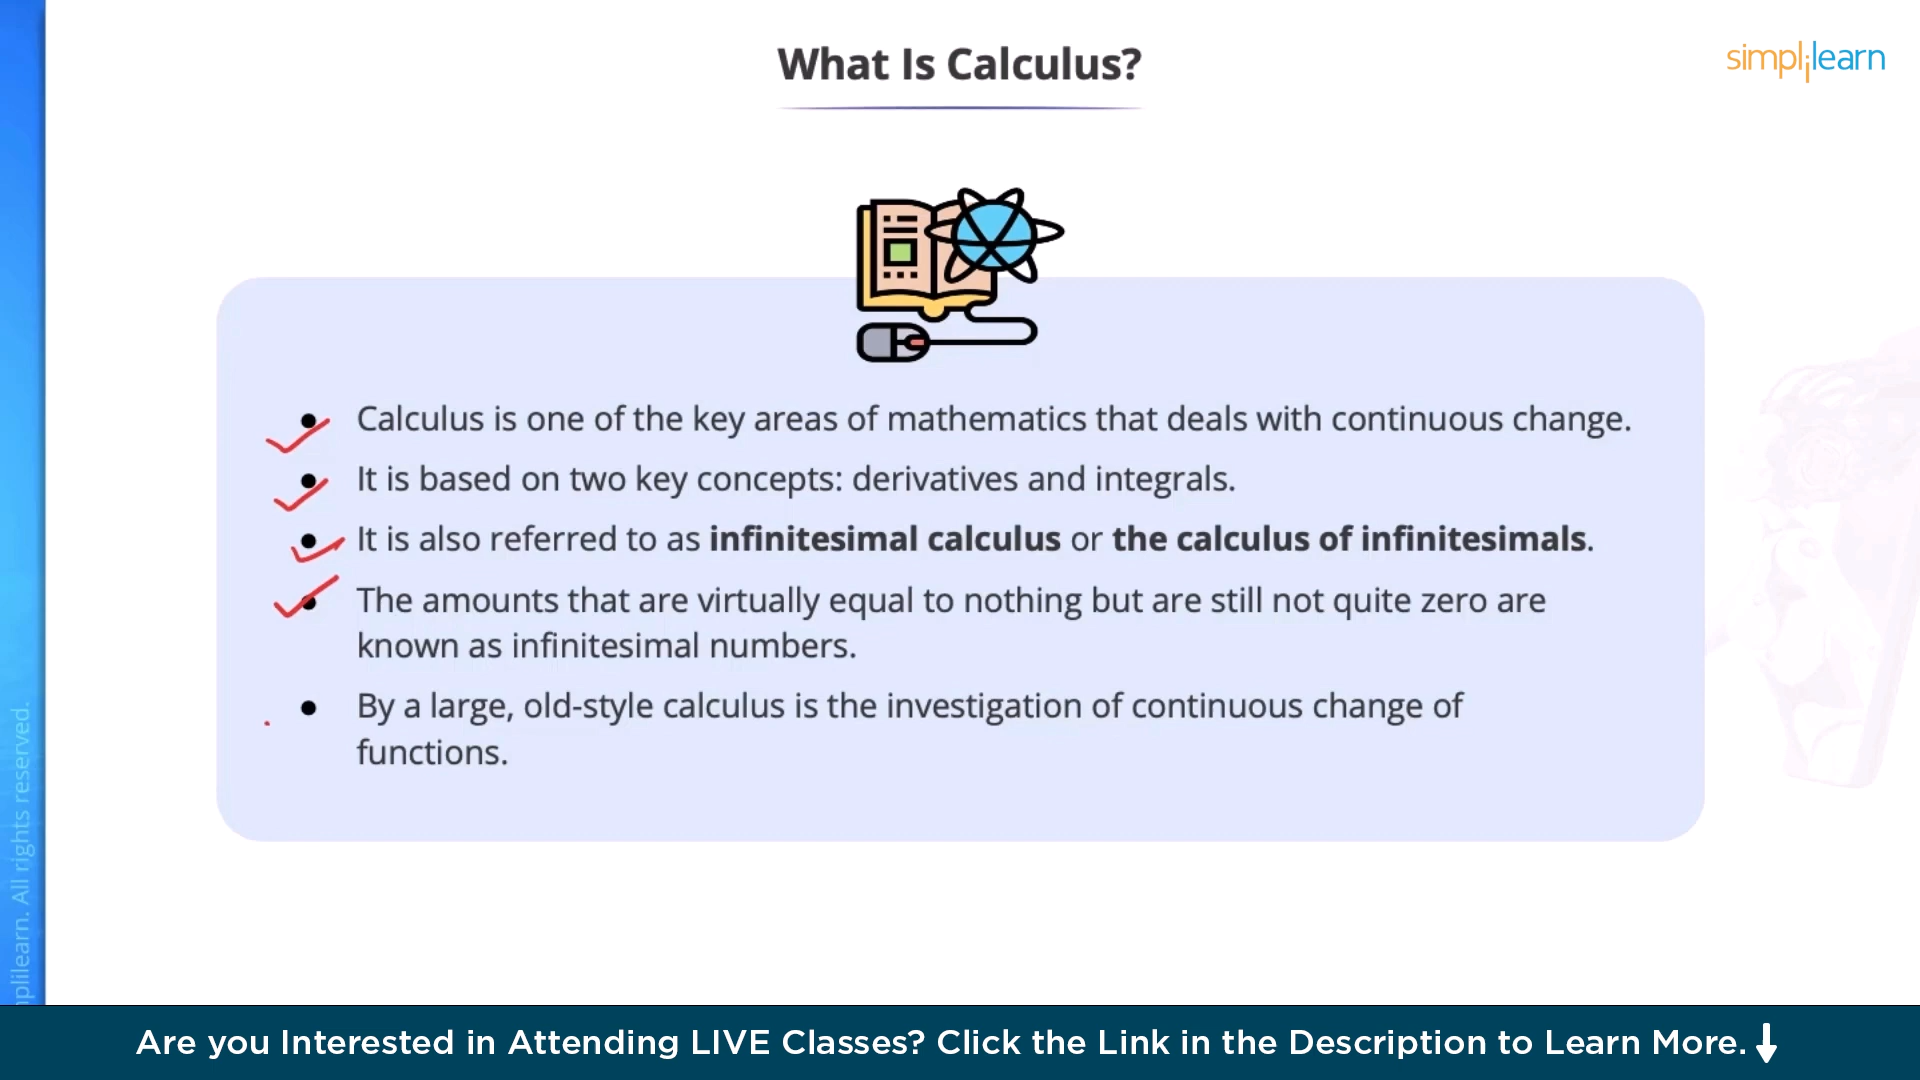 What Is Calculus?
simplilearn
• Calculus is one of the key areas of mathematics that deals with continuous change.
• It is based on two key concepts: derivatives and integrals.
• It is also referred to as infinitesimal calculus or the calculus of infinitesimals.
• The amounts that are virtually equal to nothing but are still not quite zero are
known as infinitesimal numbers.
• By a large, old-style calculus is the investigation of continuous change of
functions.
plilearn. All rights reserved.
Are you Interested in Attending LIVE Classes? Click the Link in the Description to Learn More.